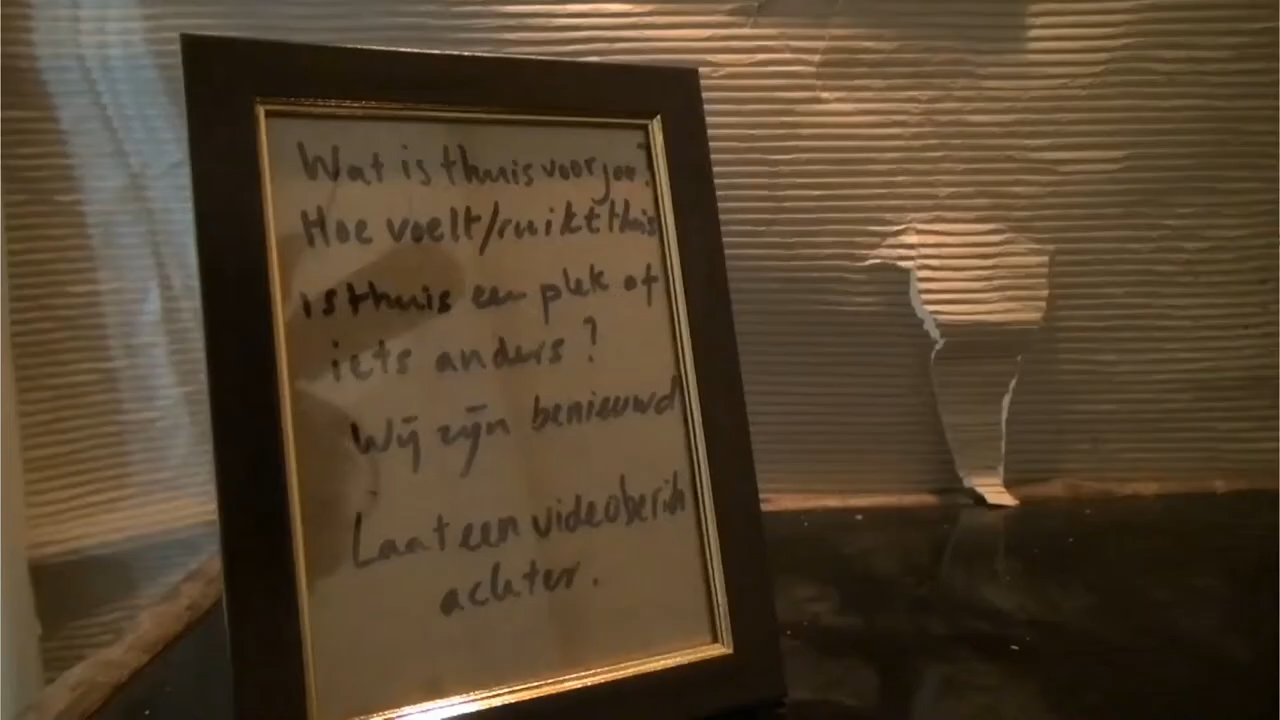 Wat is thuis voor jou?
Hoe voelt/ruikt thuis
is thuis een plek of
iets anders?
Wij zijn benieuwd
Laat een videoberich
achter.